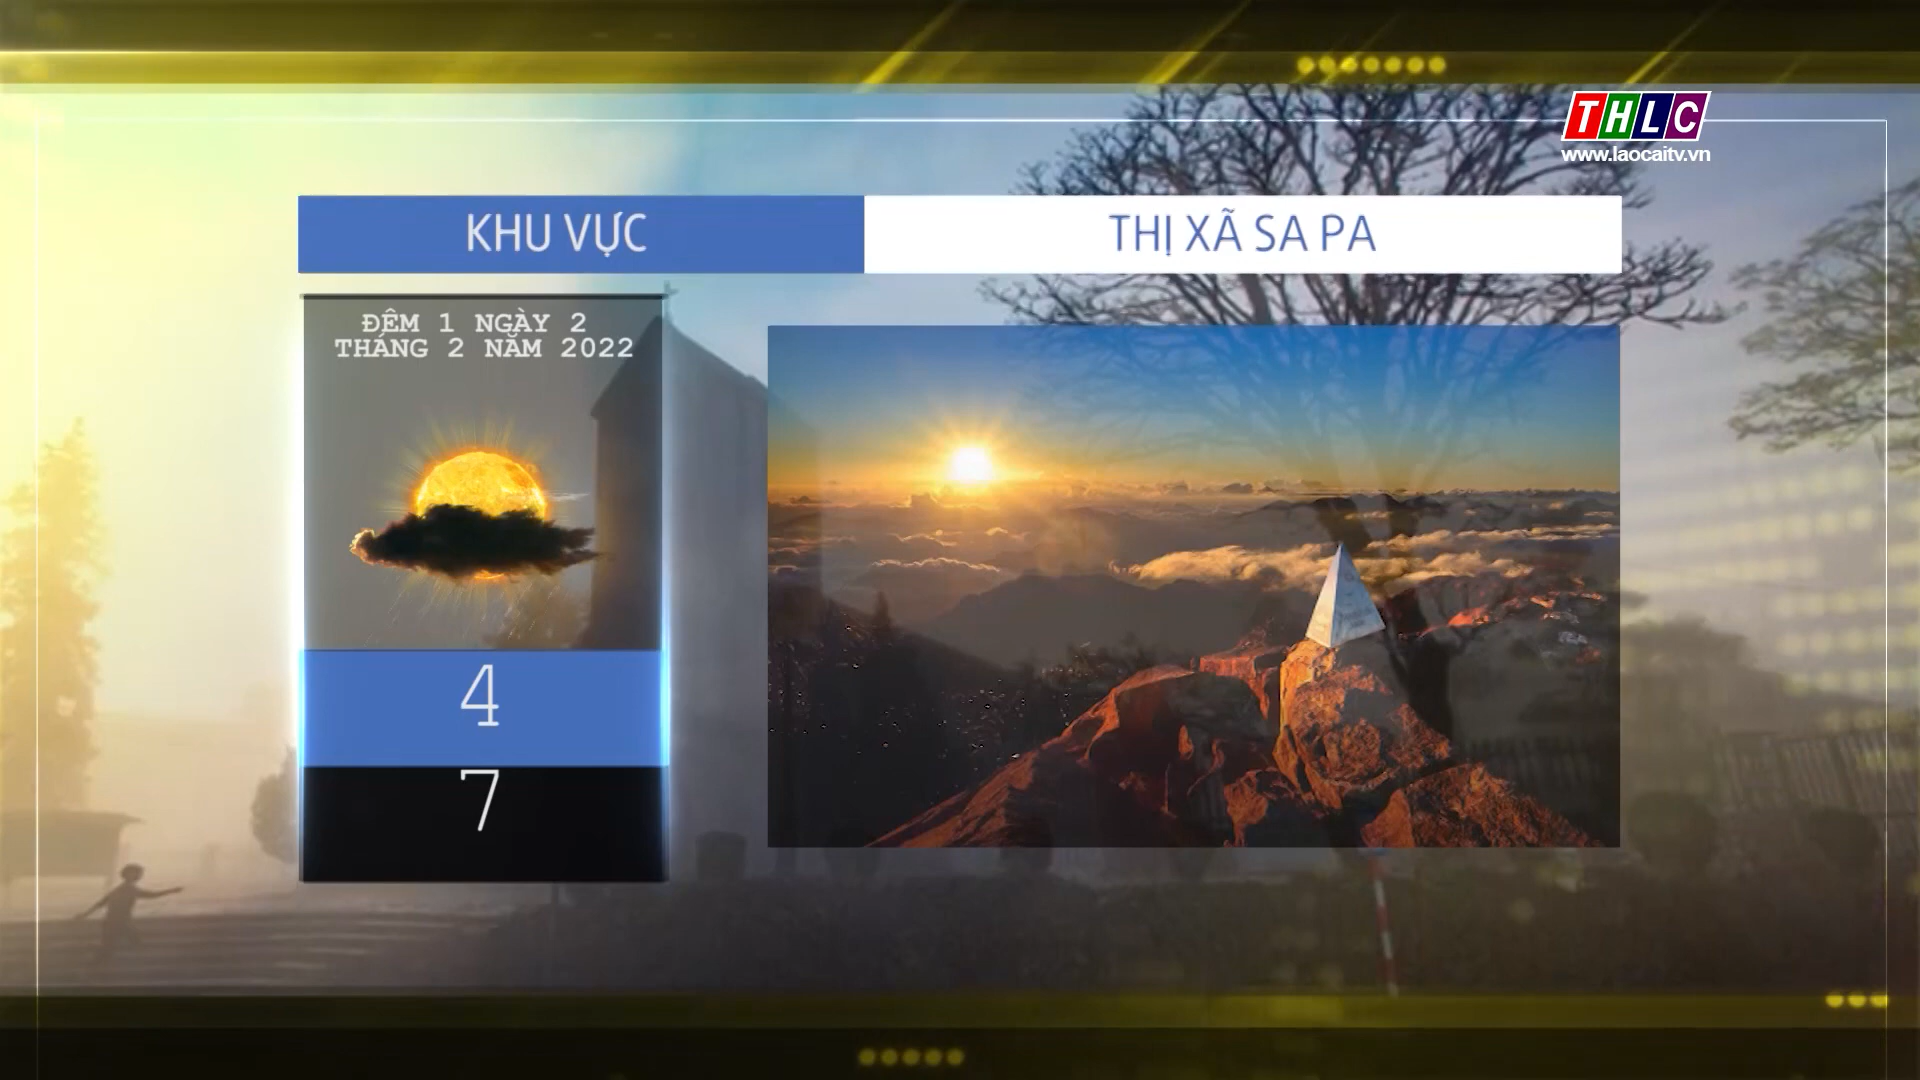 THLC
www.laocaitv.vn
KHU VỰC
THỊ XÃ SA PA
ĐÊM 1 NGÀY 2
THÁNG 2 NĂM 2022
4
7